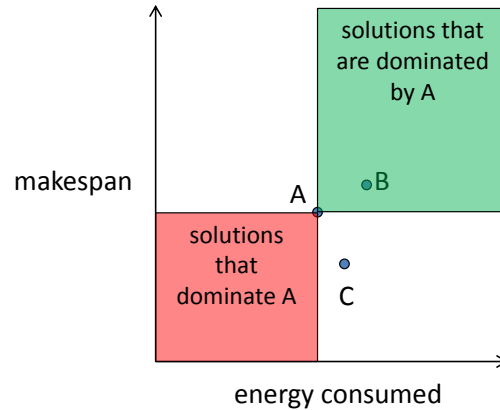 solutions that
are dominated
by A
makespan
A
B
solutions
that
dominate A
C
energy consumed